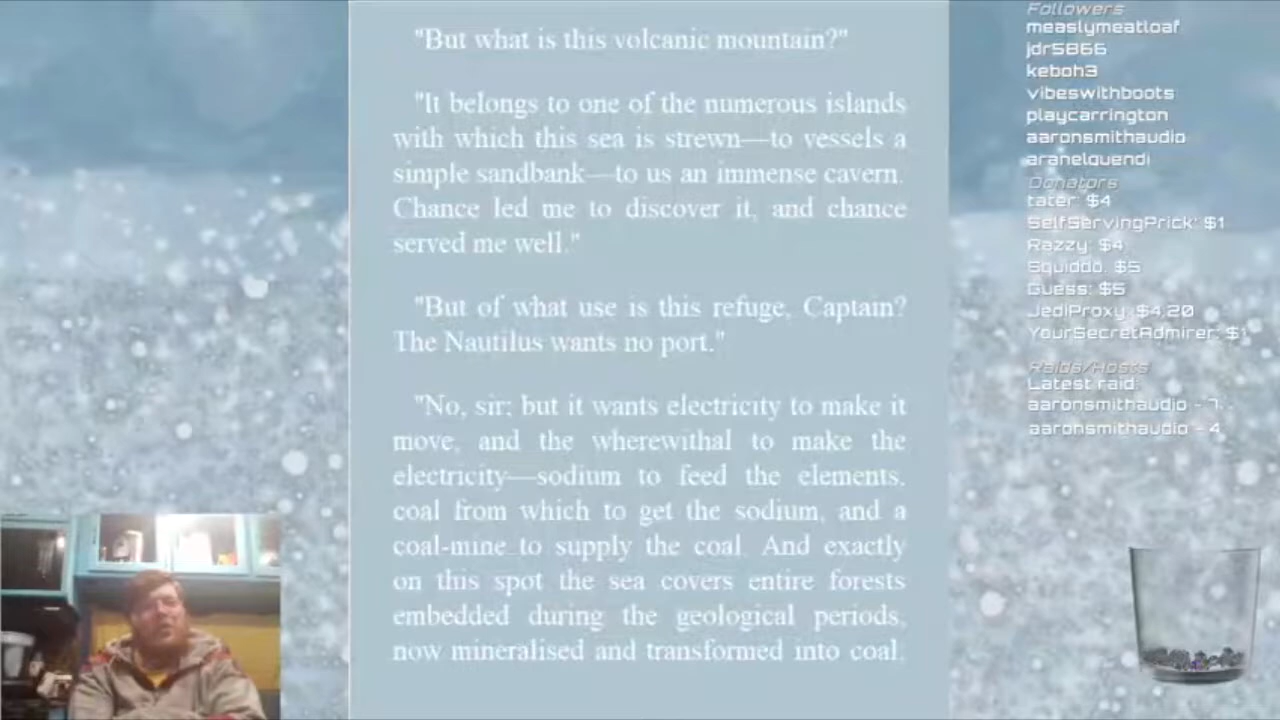 "But what is this volcanic mountain?"
"It belongs to one of the numerous islands
with which this sea is strewn—to vessels a
simple sandbank—to us an immense cavern.
Chance led me to discover it, and chance
served me well."
"But of what use is this refuge, Captain?
The Nautilus wants no port."
"No, sir; but it wants electricity to make it
move, and the wherewithal to make the
electricity—sodium to feed the elements,
coal from which to get the sodium, and a
coal-mine to supply the coal. And exactly
on this spot the sea covers entire forests
embedded during the geological periods,
now mineralised and transformed into coal.
Followers
measlymeatloaf
jdr5866
keboh3
vibeswithboots
playcarrington
aaronsmithaudio
aranelquendi
Donators
tater: $4
SelfServingPrick: $1
Razzy: $4
Squiddo: $5
Guess: $5
JediProxy: $4.20
YourSecretAdmirer: $1
Raids/Hosts
Latest raid:
aaronsmithaudio - 7
aaronsmithaudio - 4